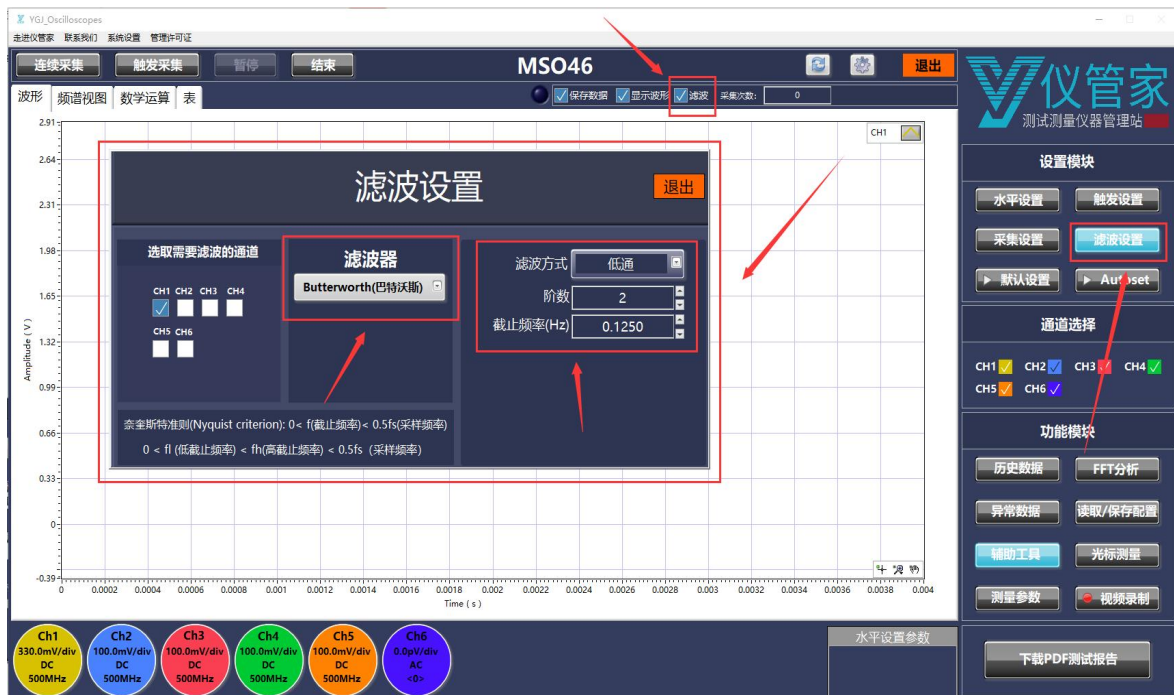 YGJ_Oscilloscopes
走进仪管家 联系我们 系统设置 管理许可证
连续采集 触发采集 暂停 结束 MSO46 退出
波形 频谱视图 数学运算 表 保存数据 显示波形 滤波 采集次数: 0
仪管家
测试测量仪器管理站
CH1
2.91
2.64
2.31
1.98
1.65
1.32
0.99
0.66
0.33
0
-0.39
Amplitude ( V )
滤波设置 退出
选取需要滤波的通道
CH1 CH2 CH3 CH4
CH5 CH6
滤波器
Butterworth(巴特沃斯)
滤波方式 低通
阶数 2
截止频率(Hz) 0.1250
奈奎斯特准则(Nyquist criterion): 0< f(截止频率)< 0.5fs(采样频率)
0 < fl (低截止频率) < fh(高截止频率) < 0.5fs (采样频率)
0 0.0002 0.0004 0.0006 0.0008 0.001 0.0012 0.0014 0.0016 0.0018 0.002 0.0022 0.0024 0.0026 0.0028 0.003 0.0032 0.0034 0.0036 0.0038 0.004
Time ( s )
设置模块
水平设置 触发设置
采集设置 滤波设置
默认设置 Autoset
通道选择
CH1 CH2 CH3 CH4
CH5 CH6
功能模块
历史数据 FFT分析
异常数据 读取/保存配置
辅助工具 光标测量
测量参数 视频录制
下载PDF测试报告
Ch1 Ch2 Ch3 Ch4 Ch5 Ch6
330.0mV/div 100.0mV/div 100.0mV/div 100.0mV/div 100.0mV/div 0.0pV/div
DC DC DC DC DC AC
500MHz 500MHz 500MHz 500MHz 500MHz <0>
水平设置参数